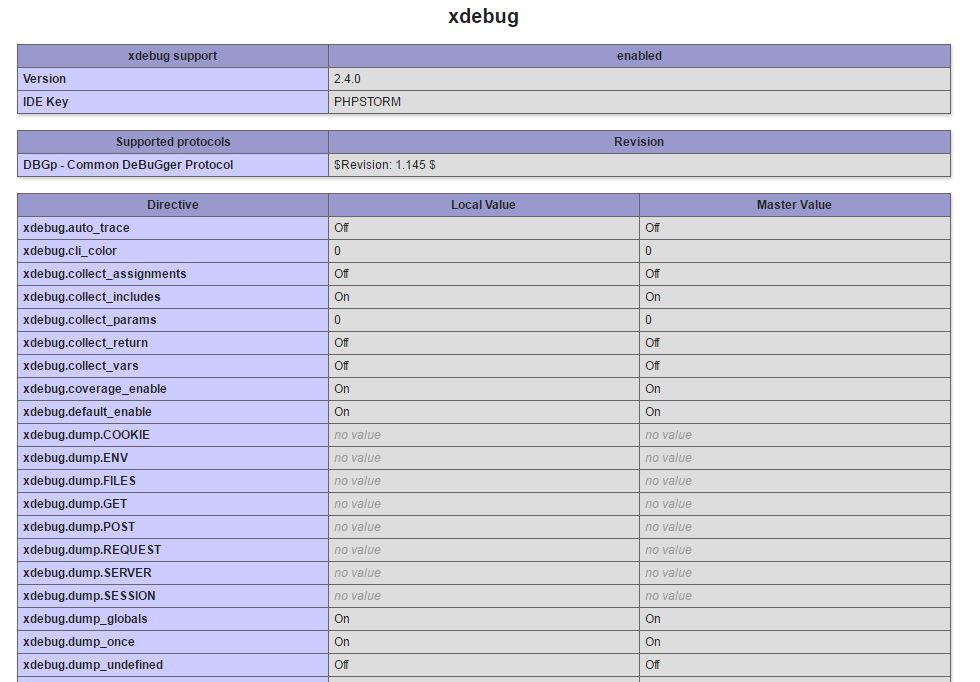 xdebug
xdebug support enabled
Version 2.4.0
IDE Key PHPSTORM
Supported protocols Revision
DBGp - Common DeBuGger Protocol $Revision: 1.145 $
Directive Local Value Master Value
xdebug.auto_trace Off Off
xdebug.cli_color 0 0
xdebug.collect_assignments Off Off
xdebug.collect_includes On On
xdebug.collect_params 0 0
xdebug.collect_return Off Off
xdebug.collect_vars Off Off
xdebug.coverage_enable On On
xdebug.default_enable On On
xdebug.dump.COOKIE no value no value
xdebug.dump.ENV no value no value
xdebug.dump.FILES no value no value
xdebug.dump.GET no value no value
xdebug.dump.POST no value no value
xdebug.dump.REQUEST no value no value
xdebug.dump.SERVER no value no value
xdebug.dump.SESSION no value no value
xdebug.dump_globals On On
xdebug.dump_once On On
xdebug.dump_undefined Off Off